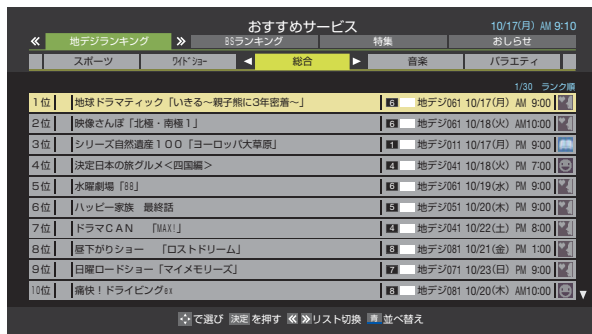 おすすめサービス 10/17(月) AM 9:10
≪ 地デジランキング ≫ BSランキング 特集 おしらせ
スポーツ ワイドショー ◀ 総合 ▶ 音楽 バラエティ
1/30 ランク順
1位 地球ドラマティック「いきる～親子熊に3年密着～」 6 地デジ061 10/17(月) AM 9:00
2位 映像さんぽ「北極・南極1」 6 地デジ061 10/18(火) AM10:00
3位 シリーズ自然遺産100「ヨーロッパ大草原」 1 地デジ011 10/17(月) PM 9:00
4位 決定日本の旅グルメ<四国編> 4 地デジ041 10/18(火) PM 7:00
5位 水曜劇場「88」 6 地デジ061 10/19(水) PM 9:00
6位 ハッピー家族 最終話 5 地デジ051 10/20(木) PM 9:00
7位 ドラマCAN 「MAX!」 4 地デジ041 10/22(土) PM 8:00
8位 昼下がりショー 「ロストドリーム」 8 地デジ081 10/21(金) PM 1:00
9位 日曜ロードショー「マイメモリーズ」 7 地デジ071 10/23(日) PM 9:00
10位 痛快！ドライビングex 8 地デジ081 10/20(木) AM10:00 ▼
で選び 決定 を押す ≪ ≫リスト切換 青 並べ替え